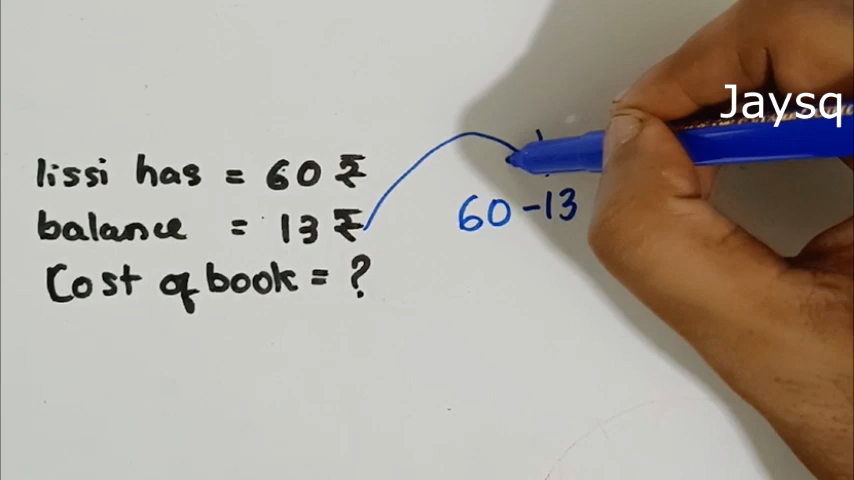 Jaysq
lissi has = 60 ₹
balance = 13 ₹
60 - 13
Cost of book = ?